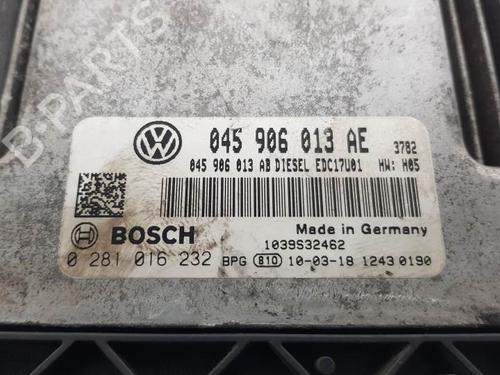 045 906 013 AE 3782
045 906 013 AB DIESEL EDC17U01 HW: H05
Made in Germany
BOSCH 1039S32462
0 281 016 232 BPG 810 10-03-18 1243 0190